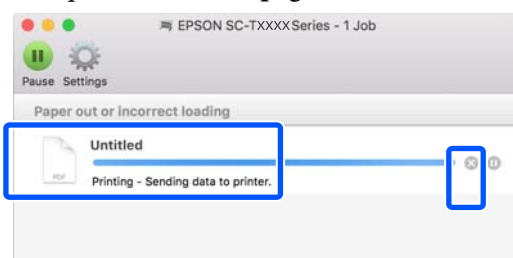 EPSON SC-TXXXX Series - 1 Job
Pause Settings
Paper out or incorrect loading
Untitled
PDF
Printing - Sending data to printer.